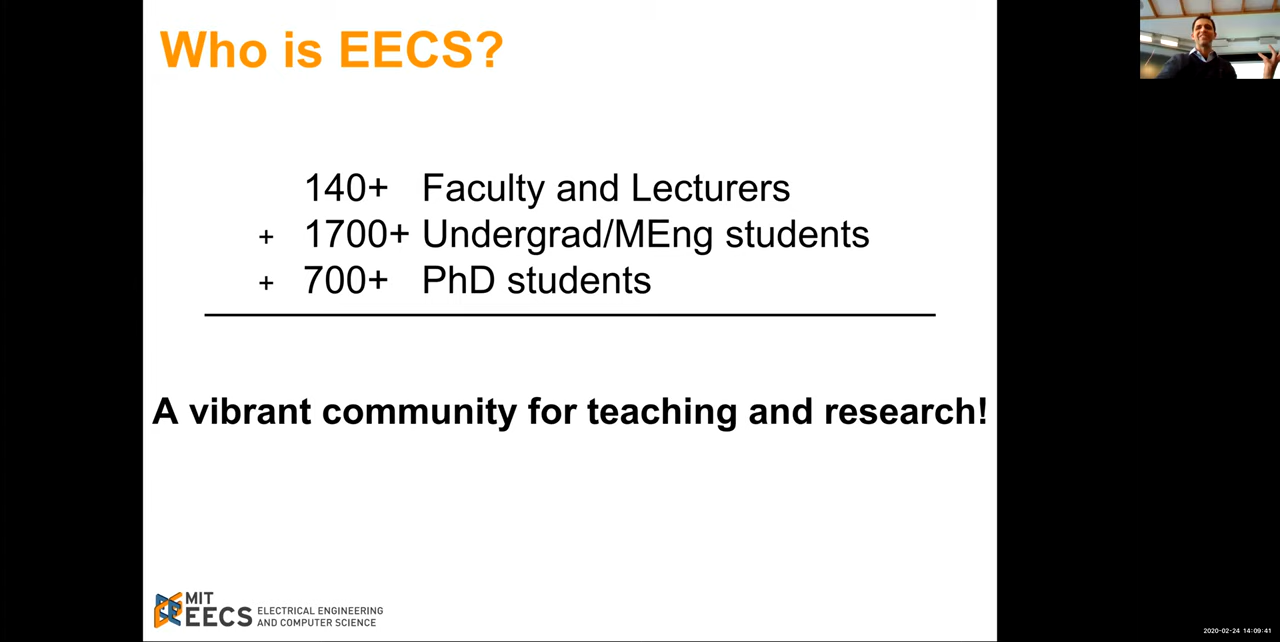 Who is EECS?
140+ Faculty and Lecturers
+ 1700+ Undergrad/MEng students
+ 700+ PhD students
A vibrant community for teaching and research!
MIT
EECS
ELECTRICAL ENGINEERING
AND COMPUTER SCIENCE
2020-02-24 14:09:41